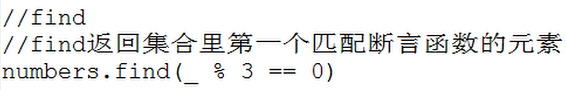 //find
//find返回集合里第一个匹配断言函数的元素
numbers.find(_ % 3 == 0)